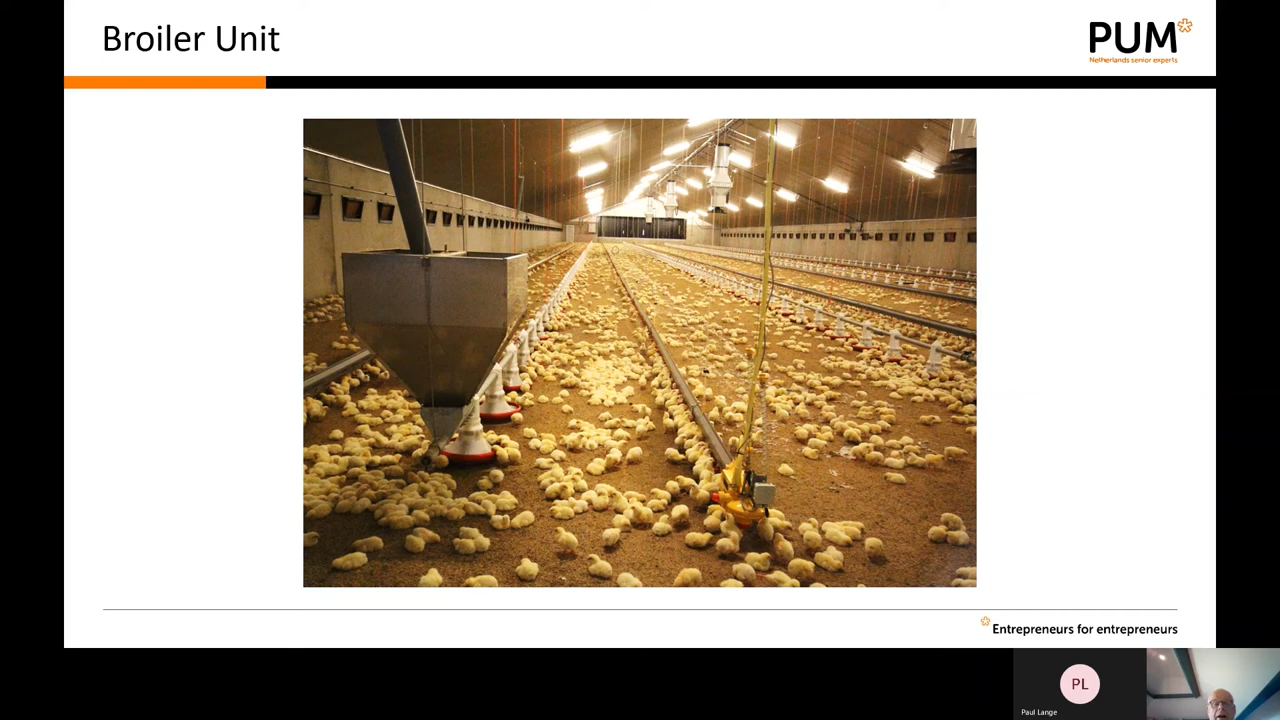 Broiler Unit
PUM
Netherlands senior experts
Entrepreneurs for entrepreneurs
PL
Paul Lange